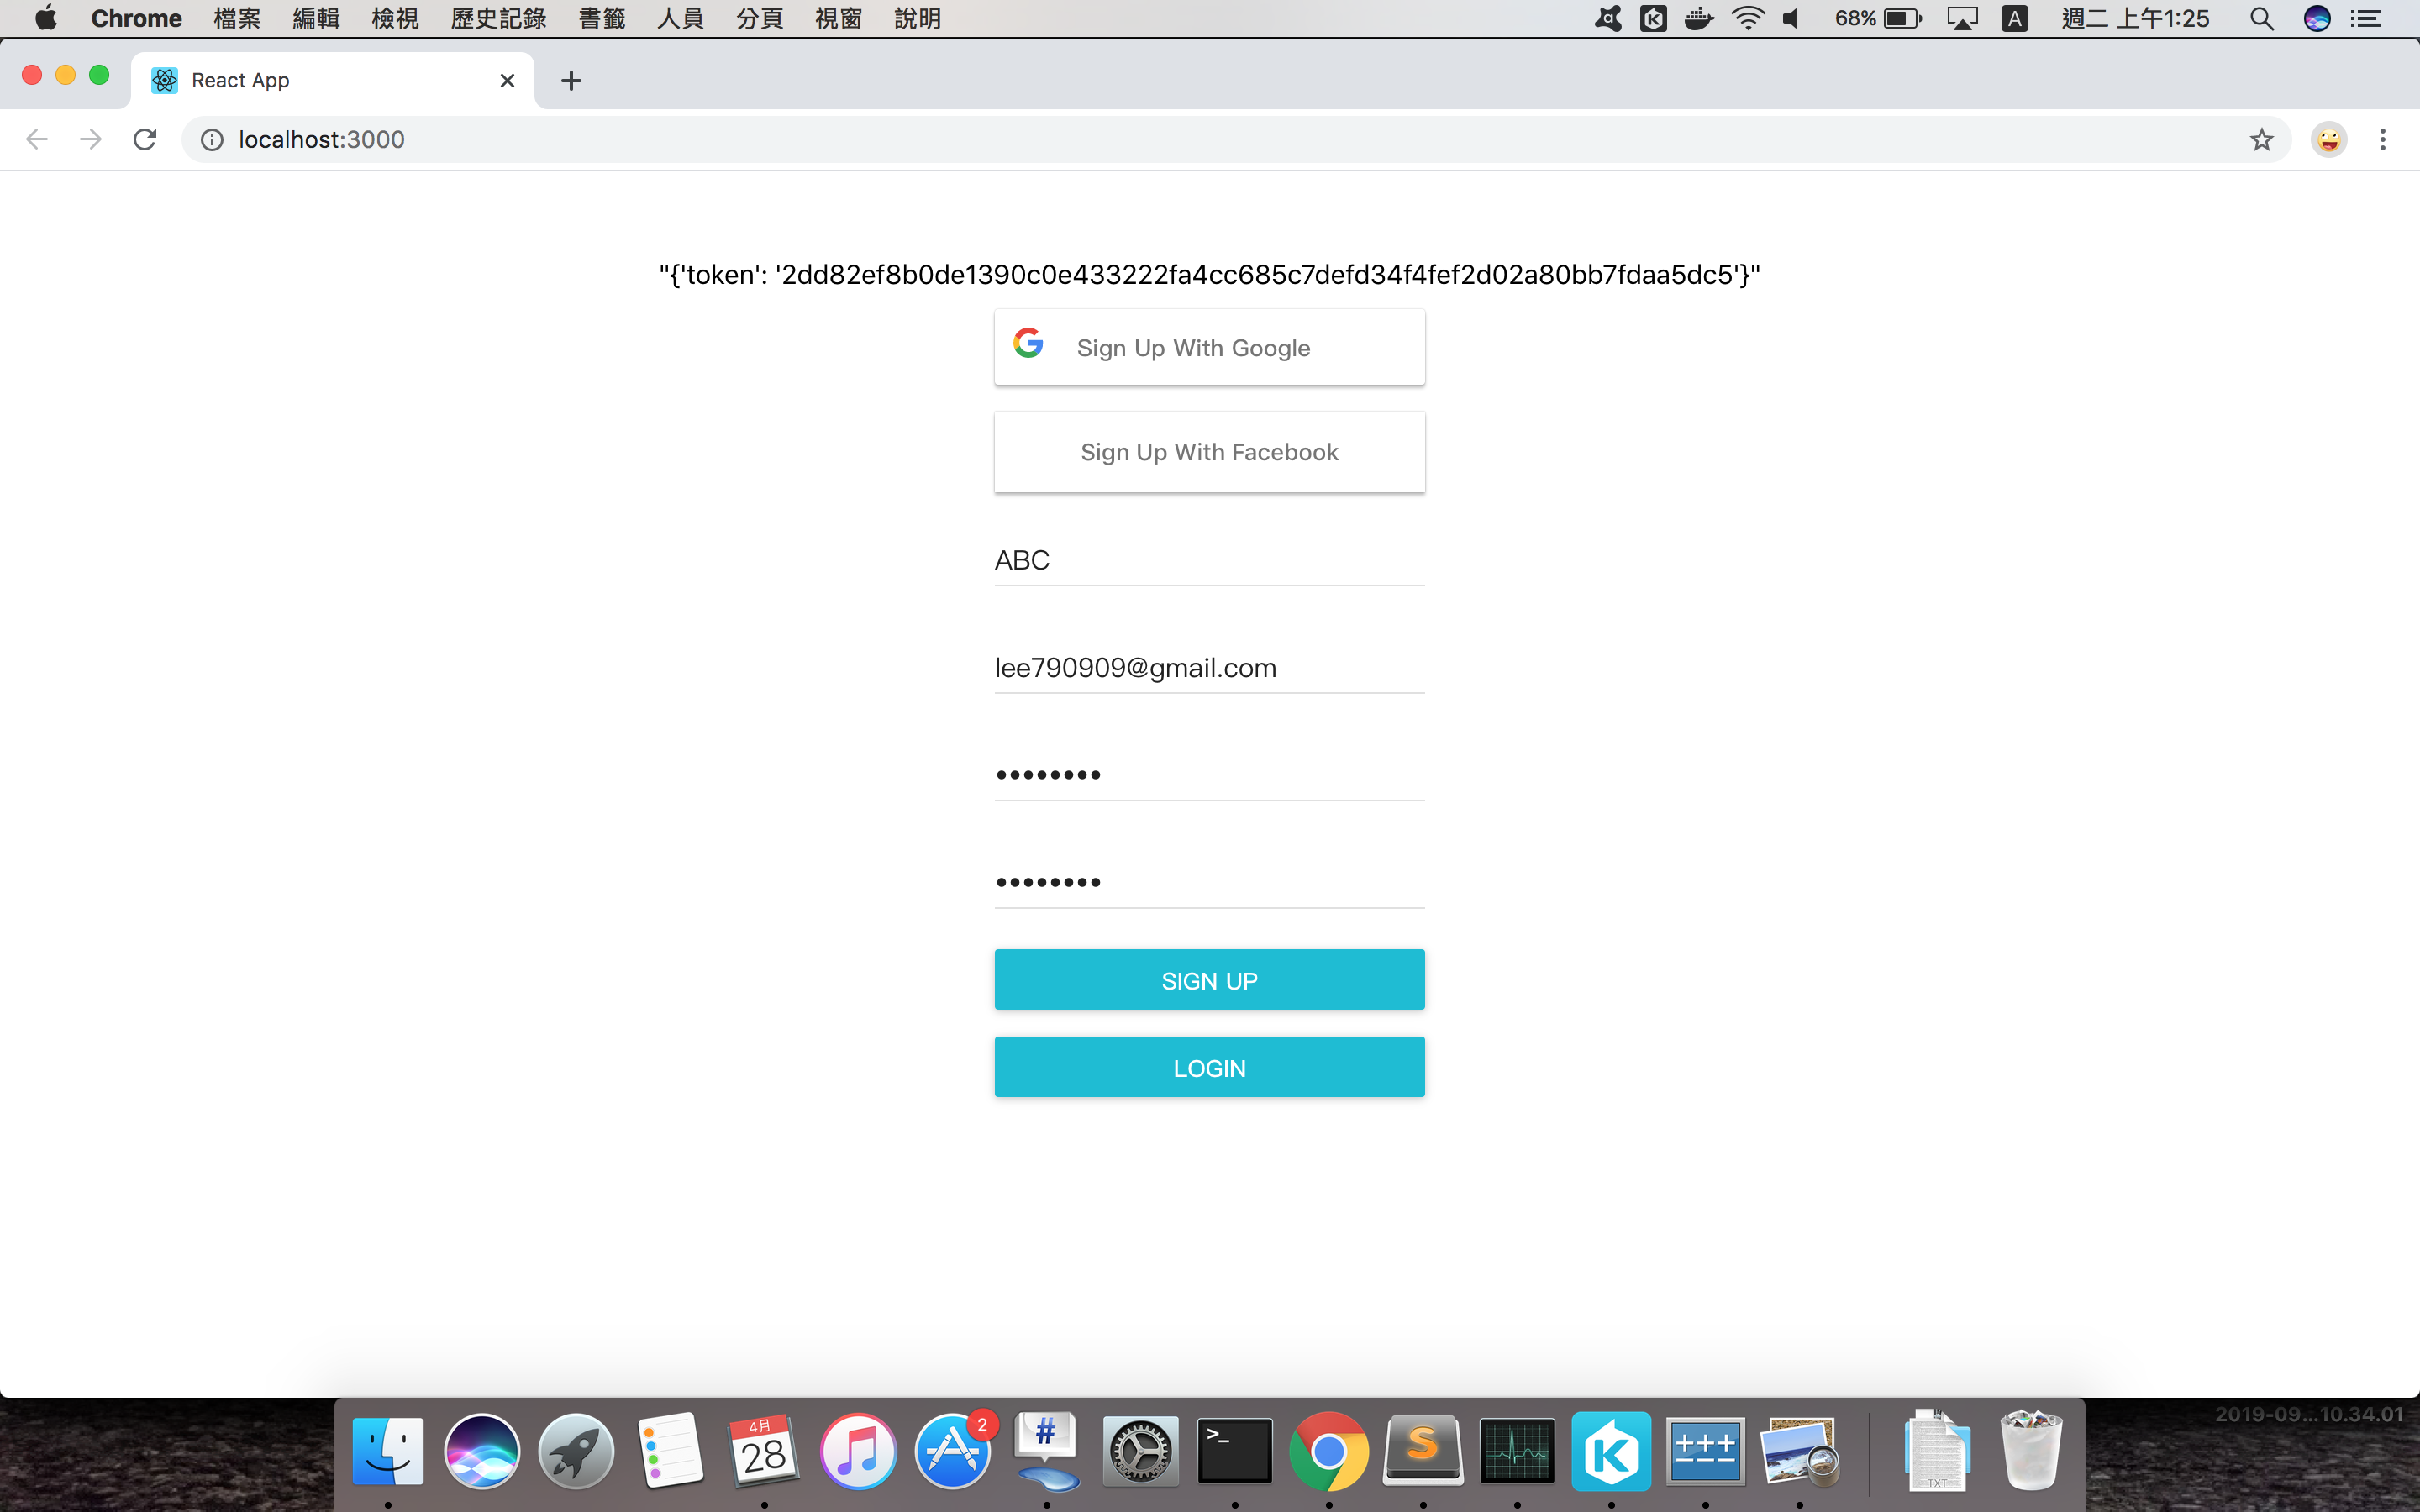 Chrome 檔案 編輯 檢視 歷史記錄 書籤 人員 分頁 視窗 說明 68% A 週二 上午1:25
React App
localhost:3000
"{'token': '2dd82ef8b0de1390c0e433222fa4cc685c7defd34f4fef2d02a80bb7fdaa5dc5'}"
Sign Up With Google
Sign Up With Facebook
ABC
lee790909@gmail.com
••••••••
••••••••
SIGN UP
LOGIN
2019-09...10.34.01
4月
28
2
#
>_
S
K
+++
TXT